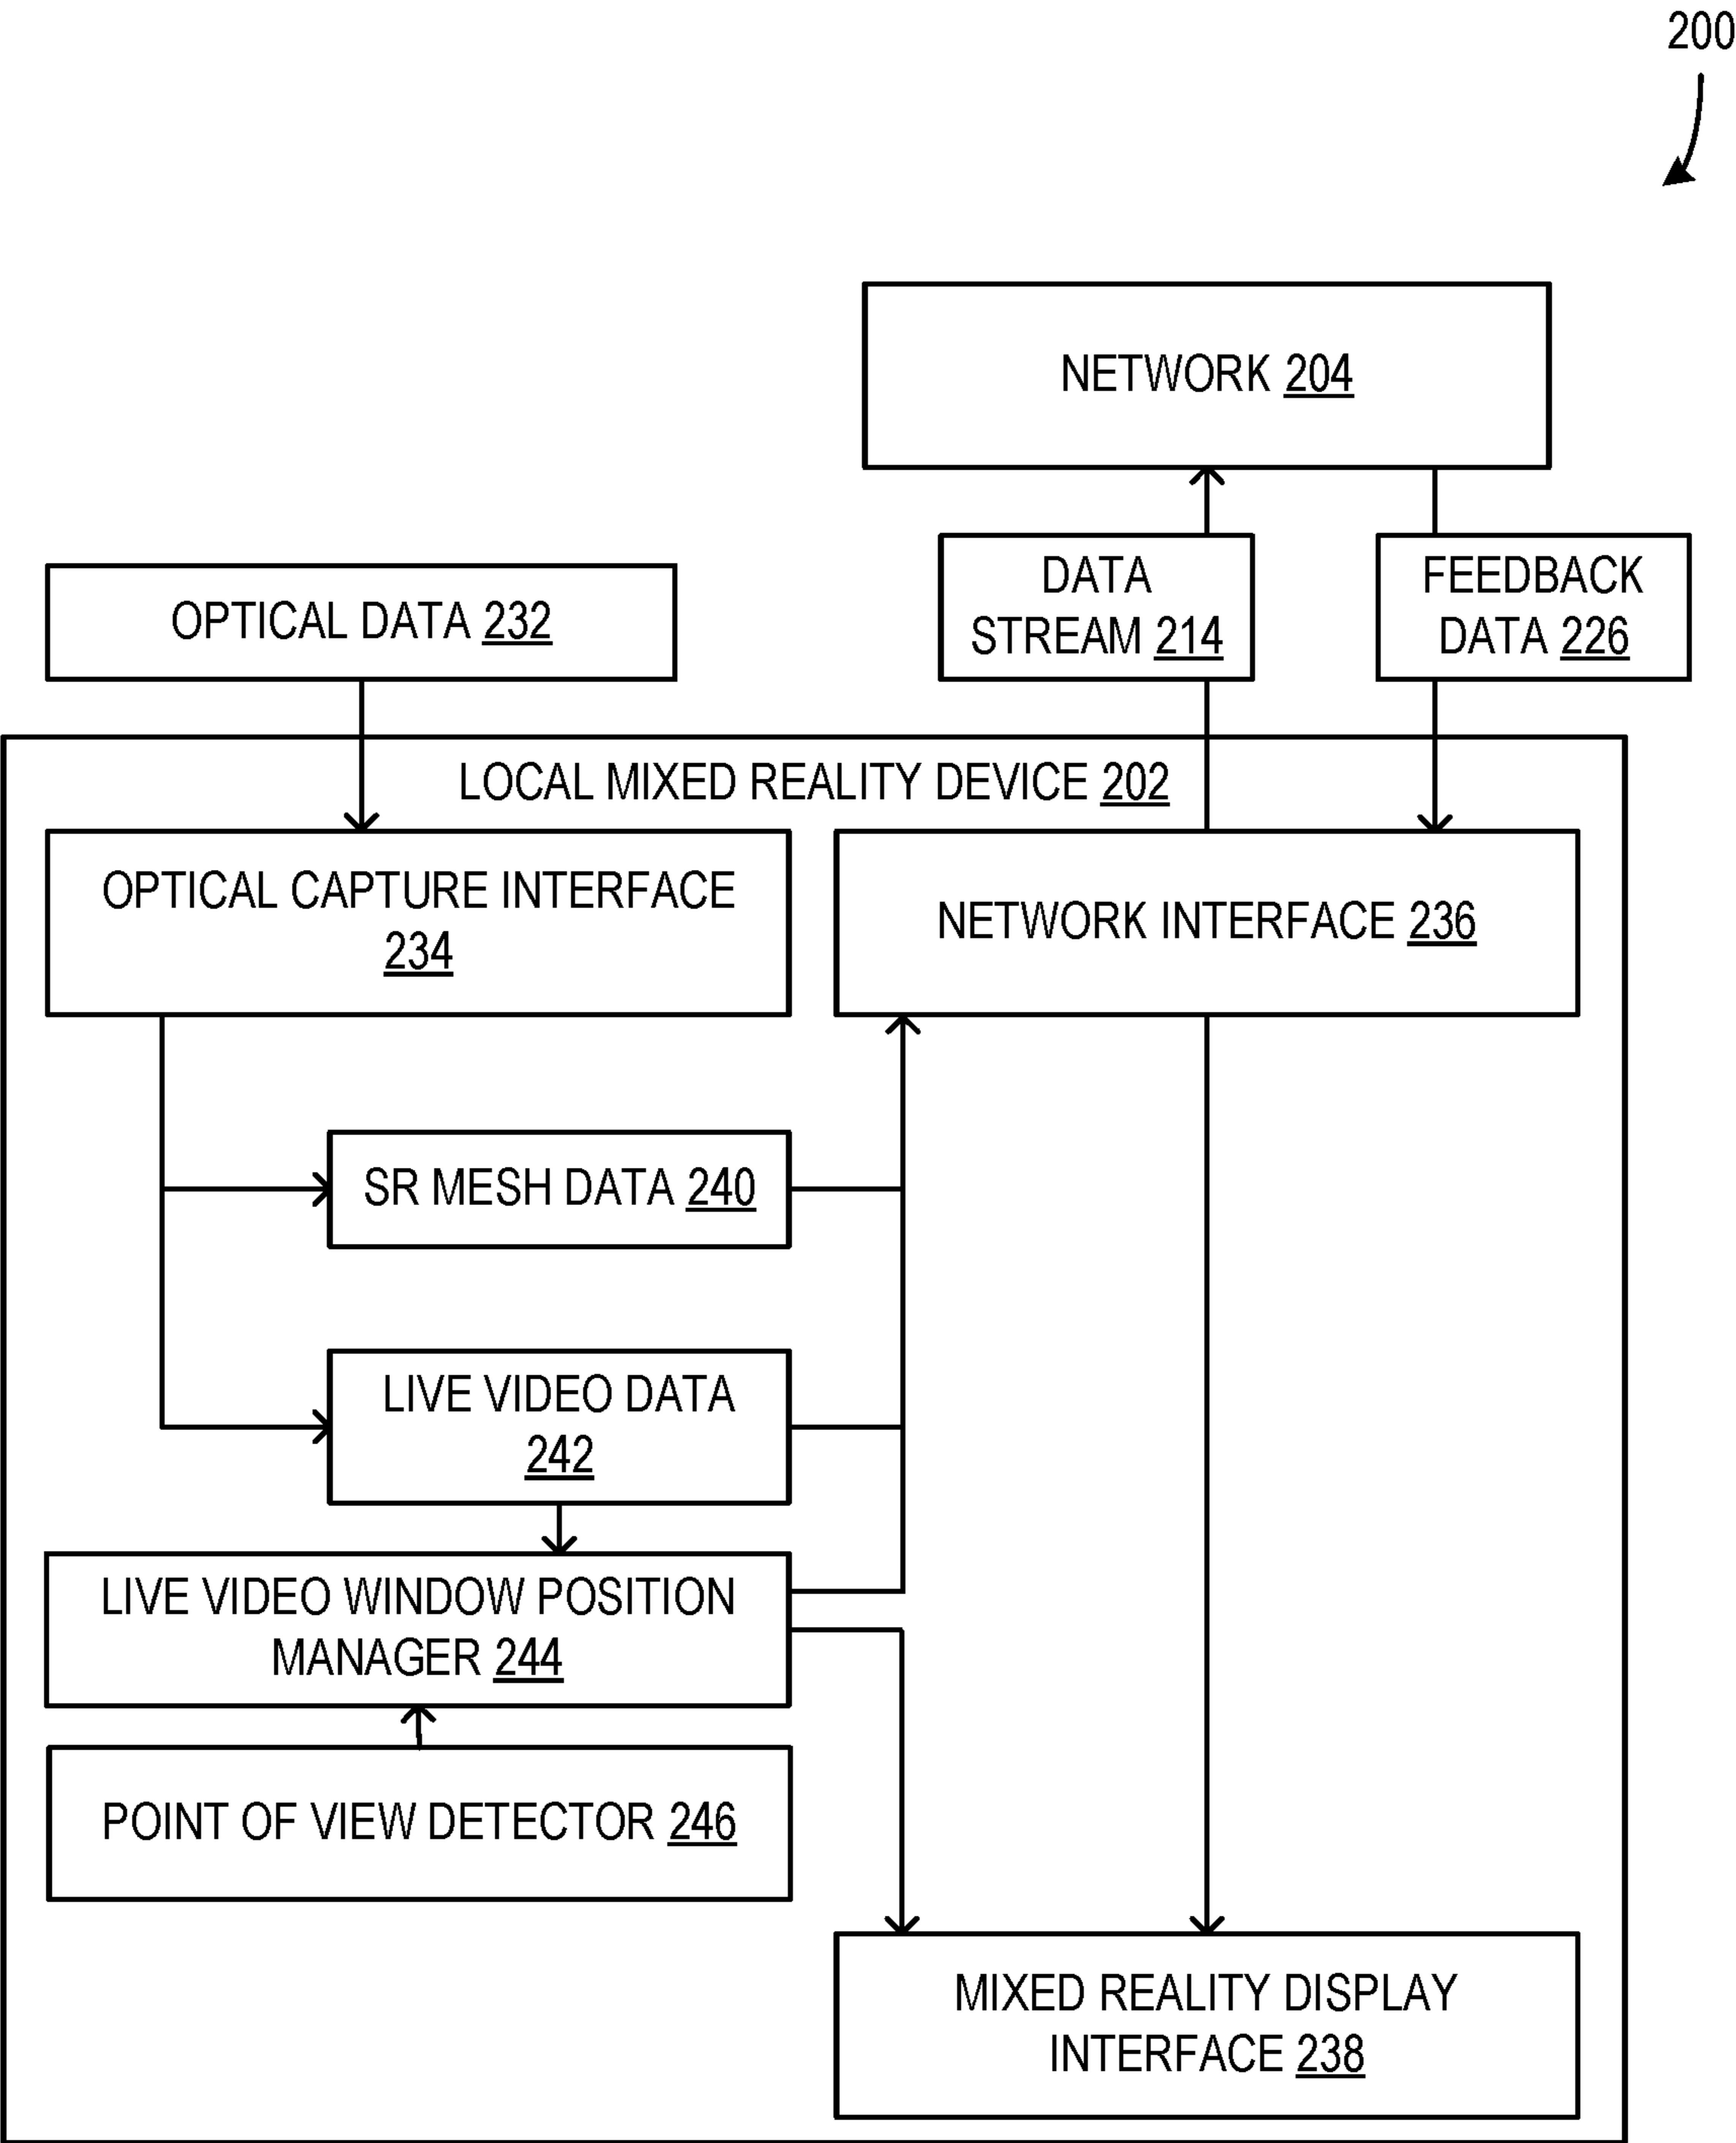 200
NETWORK 204
DATA
STREAM 214
FEEDBACK
DATA 226
OPTICAL DATA 232
LOCAL MIXED REALITY DEVICE 202
OPTICAL CAPTURE INTERFACE
234
NETWORK INTERFACE 236
SR MESH DATA 240
LIVE VIDEO DATA
242
LIVE VIDEO WINDOW POSITION
MANAGER 244
POINT OF VIEW DETECTOR 246
MIXED REALITY DISPLAY
INTERFACE 238